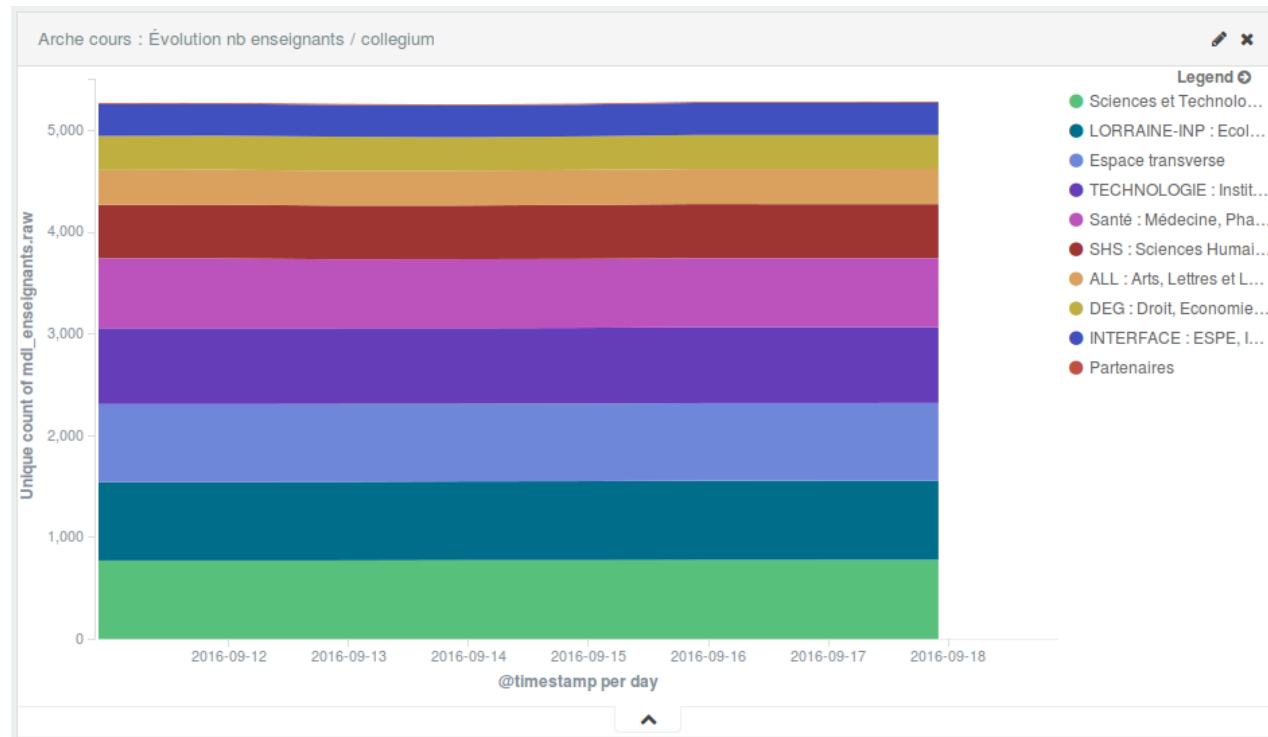 Arche cours : Évolution nb enseignants / collegium
Legend
Sciences et Technolo...
LORRAINE-INP : Ecol...
Espace transverse
TECHNOLOGIE : Instit...
Santé : Médecine, Pha...
SHS : Sciences Humai...
ALL : Arts, Lettres et L...
DEG : Droit, Economie...
INTERFACE : ESPE, I...
Partenaires
Unique count of mdl_enseignants.raw
5,000
4,000
3,000
2,000
1,000
0
2016-09-12 2016-09-13 2016-09-14 2016-09-15 2016-09-16 2016-09-17 2016-09-18
@timestamp per day